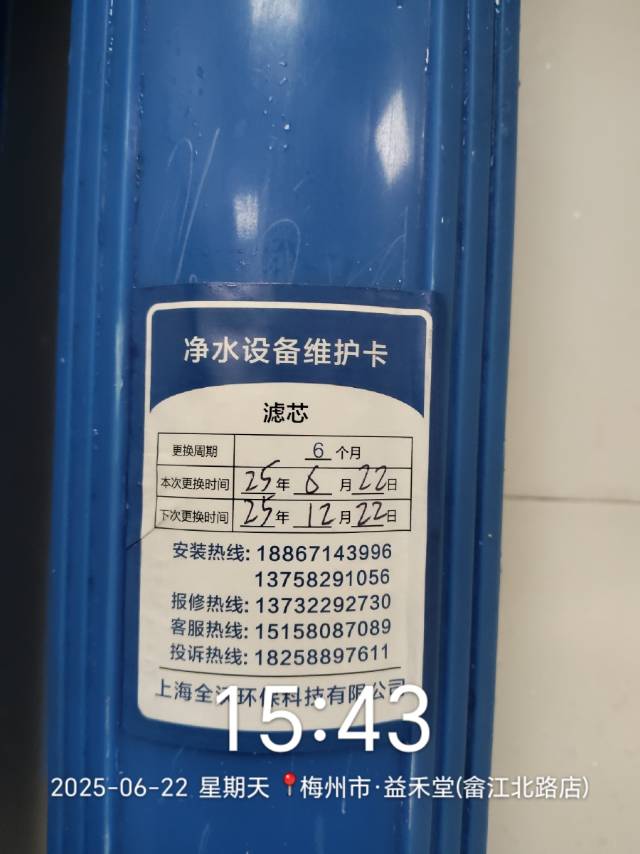 净水设备维护卡
滤芯
更换周期 6 个月
本次更换时间 25年 6 月 22日
下次更换时间 25年 12月 22日
安装热线: 18867143996
13758291056
报修热线: 13732292730
客服热线: 15158087089
投诉热线: 18258897611
上海全 环保科技有限公司
15:43
2025-06-22 星期天 梅州市·益禾堂(畲江北路店)